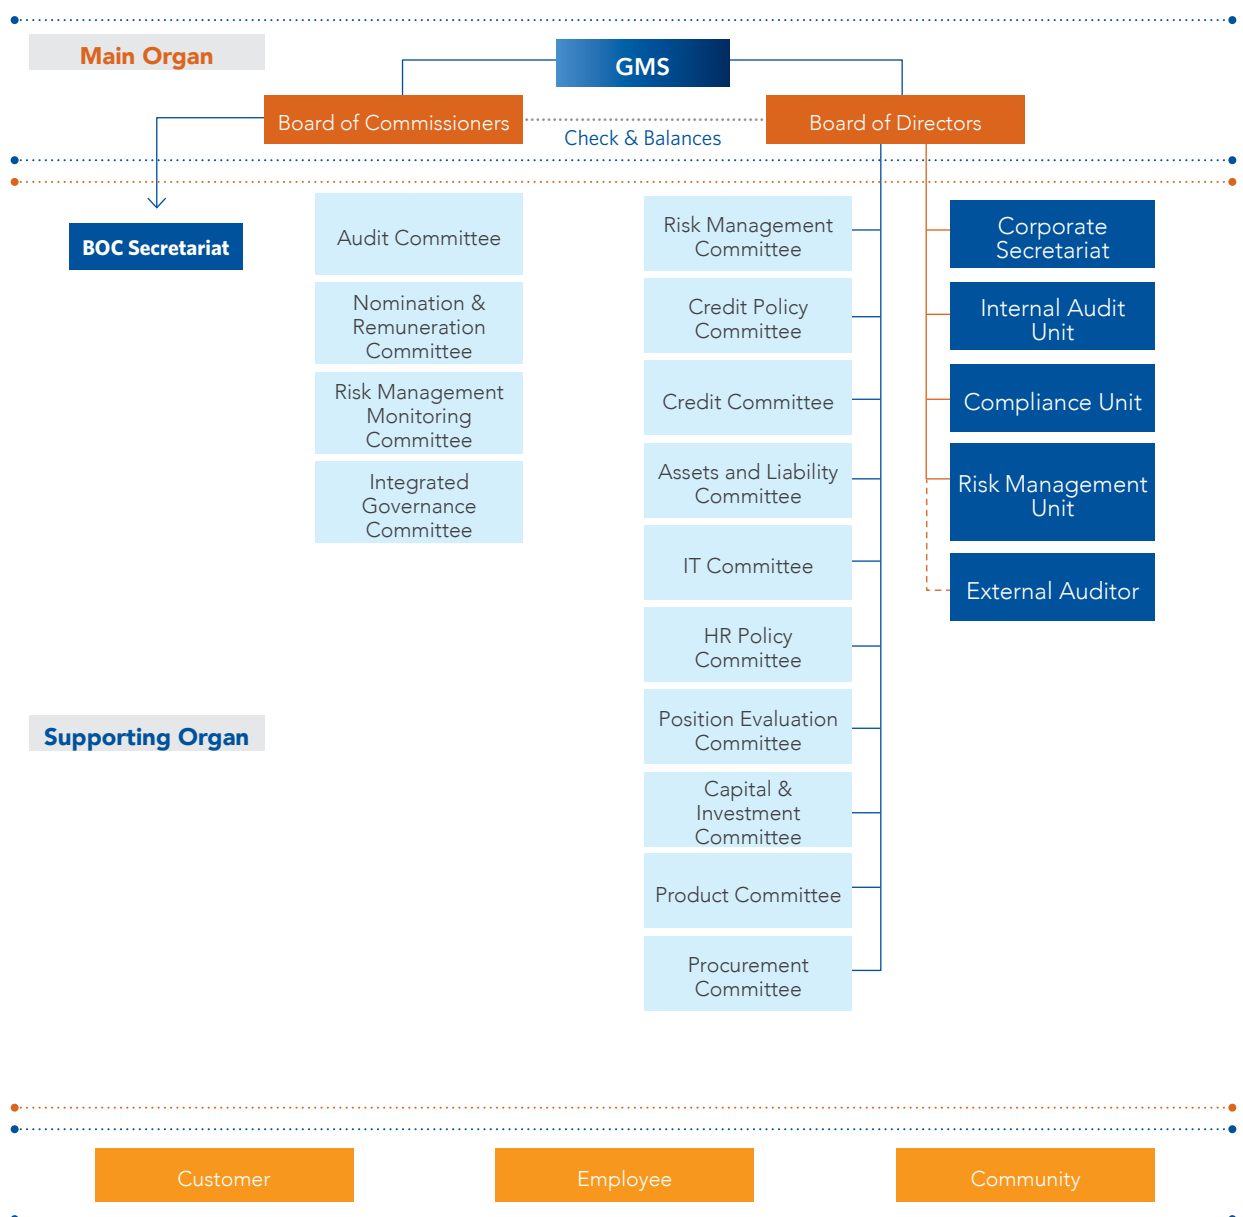 Main Organ
GMS
Board of Commissioners
Check & Balances
Board of Directors
BOC Secretariat
Audit Committee
Nomination &
Remuneration
Committee
Risk Management
Monitoring
Committee
Integrated
Governance
Committee
Risk Management
Committee
Credit Policy
Committee
Credit Committee
Assets and Liability
Committee
IT Committee
HR Policy
Committee
Position Evaluation
Committee
Capital &
Investment
Committee
Product Committee
Procurement
Committee
Corporate
Secretariat
Internal Audit
Unit
Compliance Unit
Risk Management
Unit
External Auditor
Supporting Organ
Customer
Employee
Community